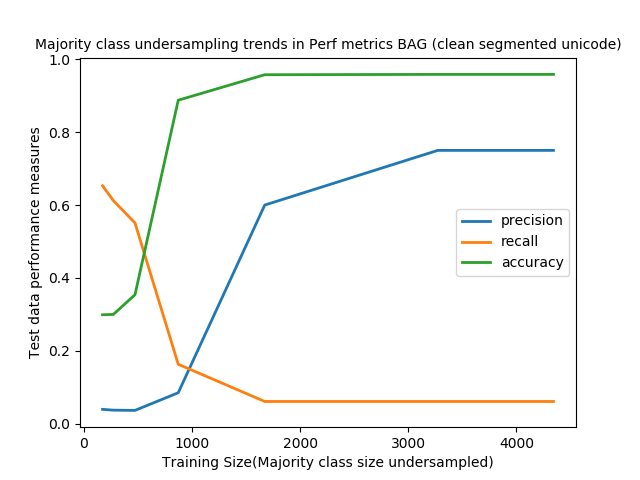 Majority class undersampling trends in Perf metrics BAG (clean segmented unicode)
1.0
0.8
0.6
0.4
0.2
0.0
Test data performance measures
precision
recall
accuracy
0 1000 2000 3000 4000
Training Size(Majority class size undersampled)